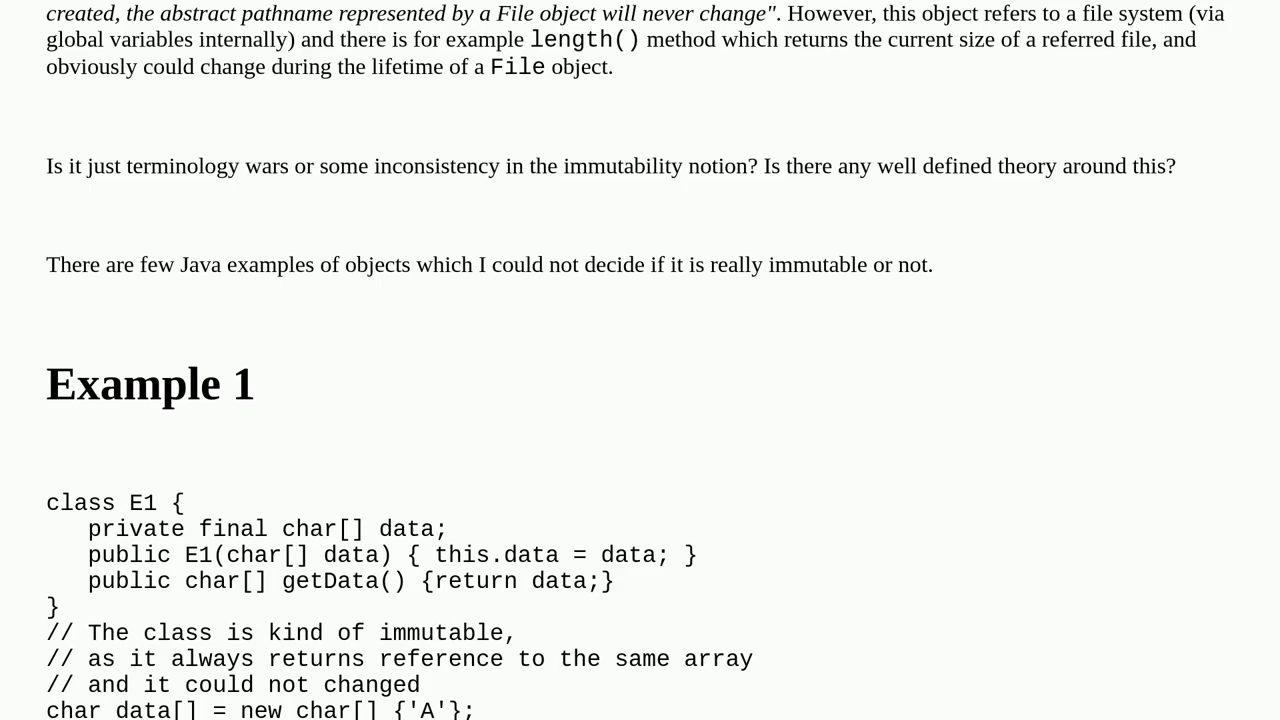 created, the abstract pathname represented by a File object will never change". However, this object refers to a file system (via
global variables internally) and there is for example length() method which returns the current size of a referred file, and
obviously could change during the lifetime of a File object.
Is it just terminology wars or some inconsistency in the immutability notion? Is there any well defined theory around this?
There are few Java examples of objects which I could not decide if it is really immutable or not.
Example 1
class E1 {
   private final char[] data;
   public E1(char[] data) { this.data = data; }
   public char[] getData() {return data;}
}
// The class is kind of immutable,
// as it always returns reference to the same array
// and it could not changed
char data[] = new char[] {'A'};